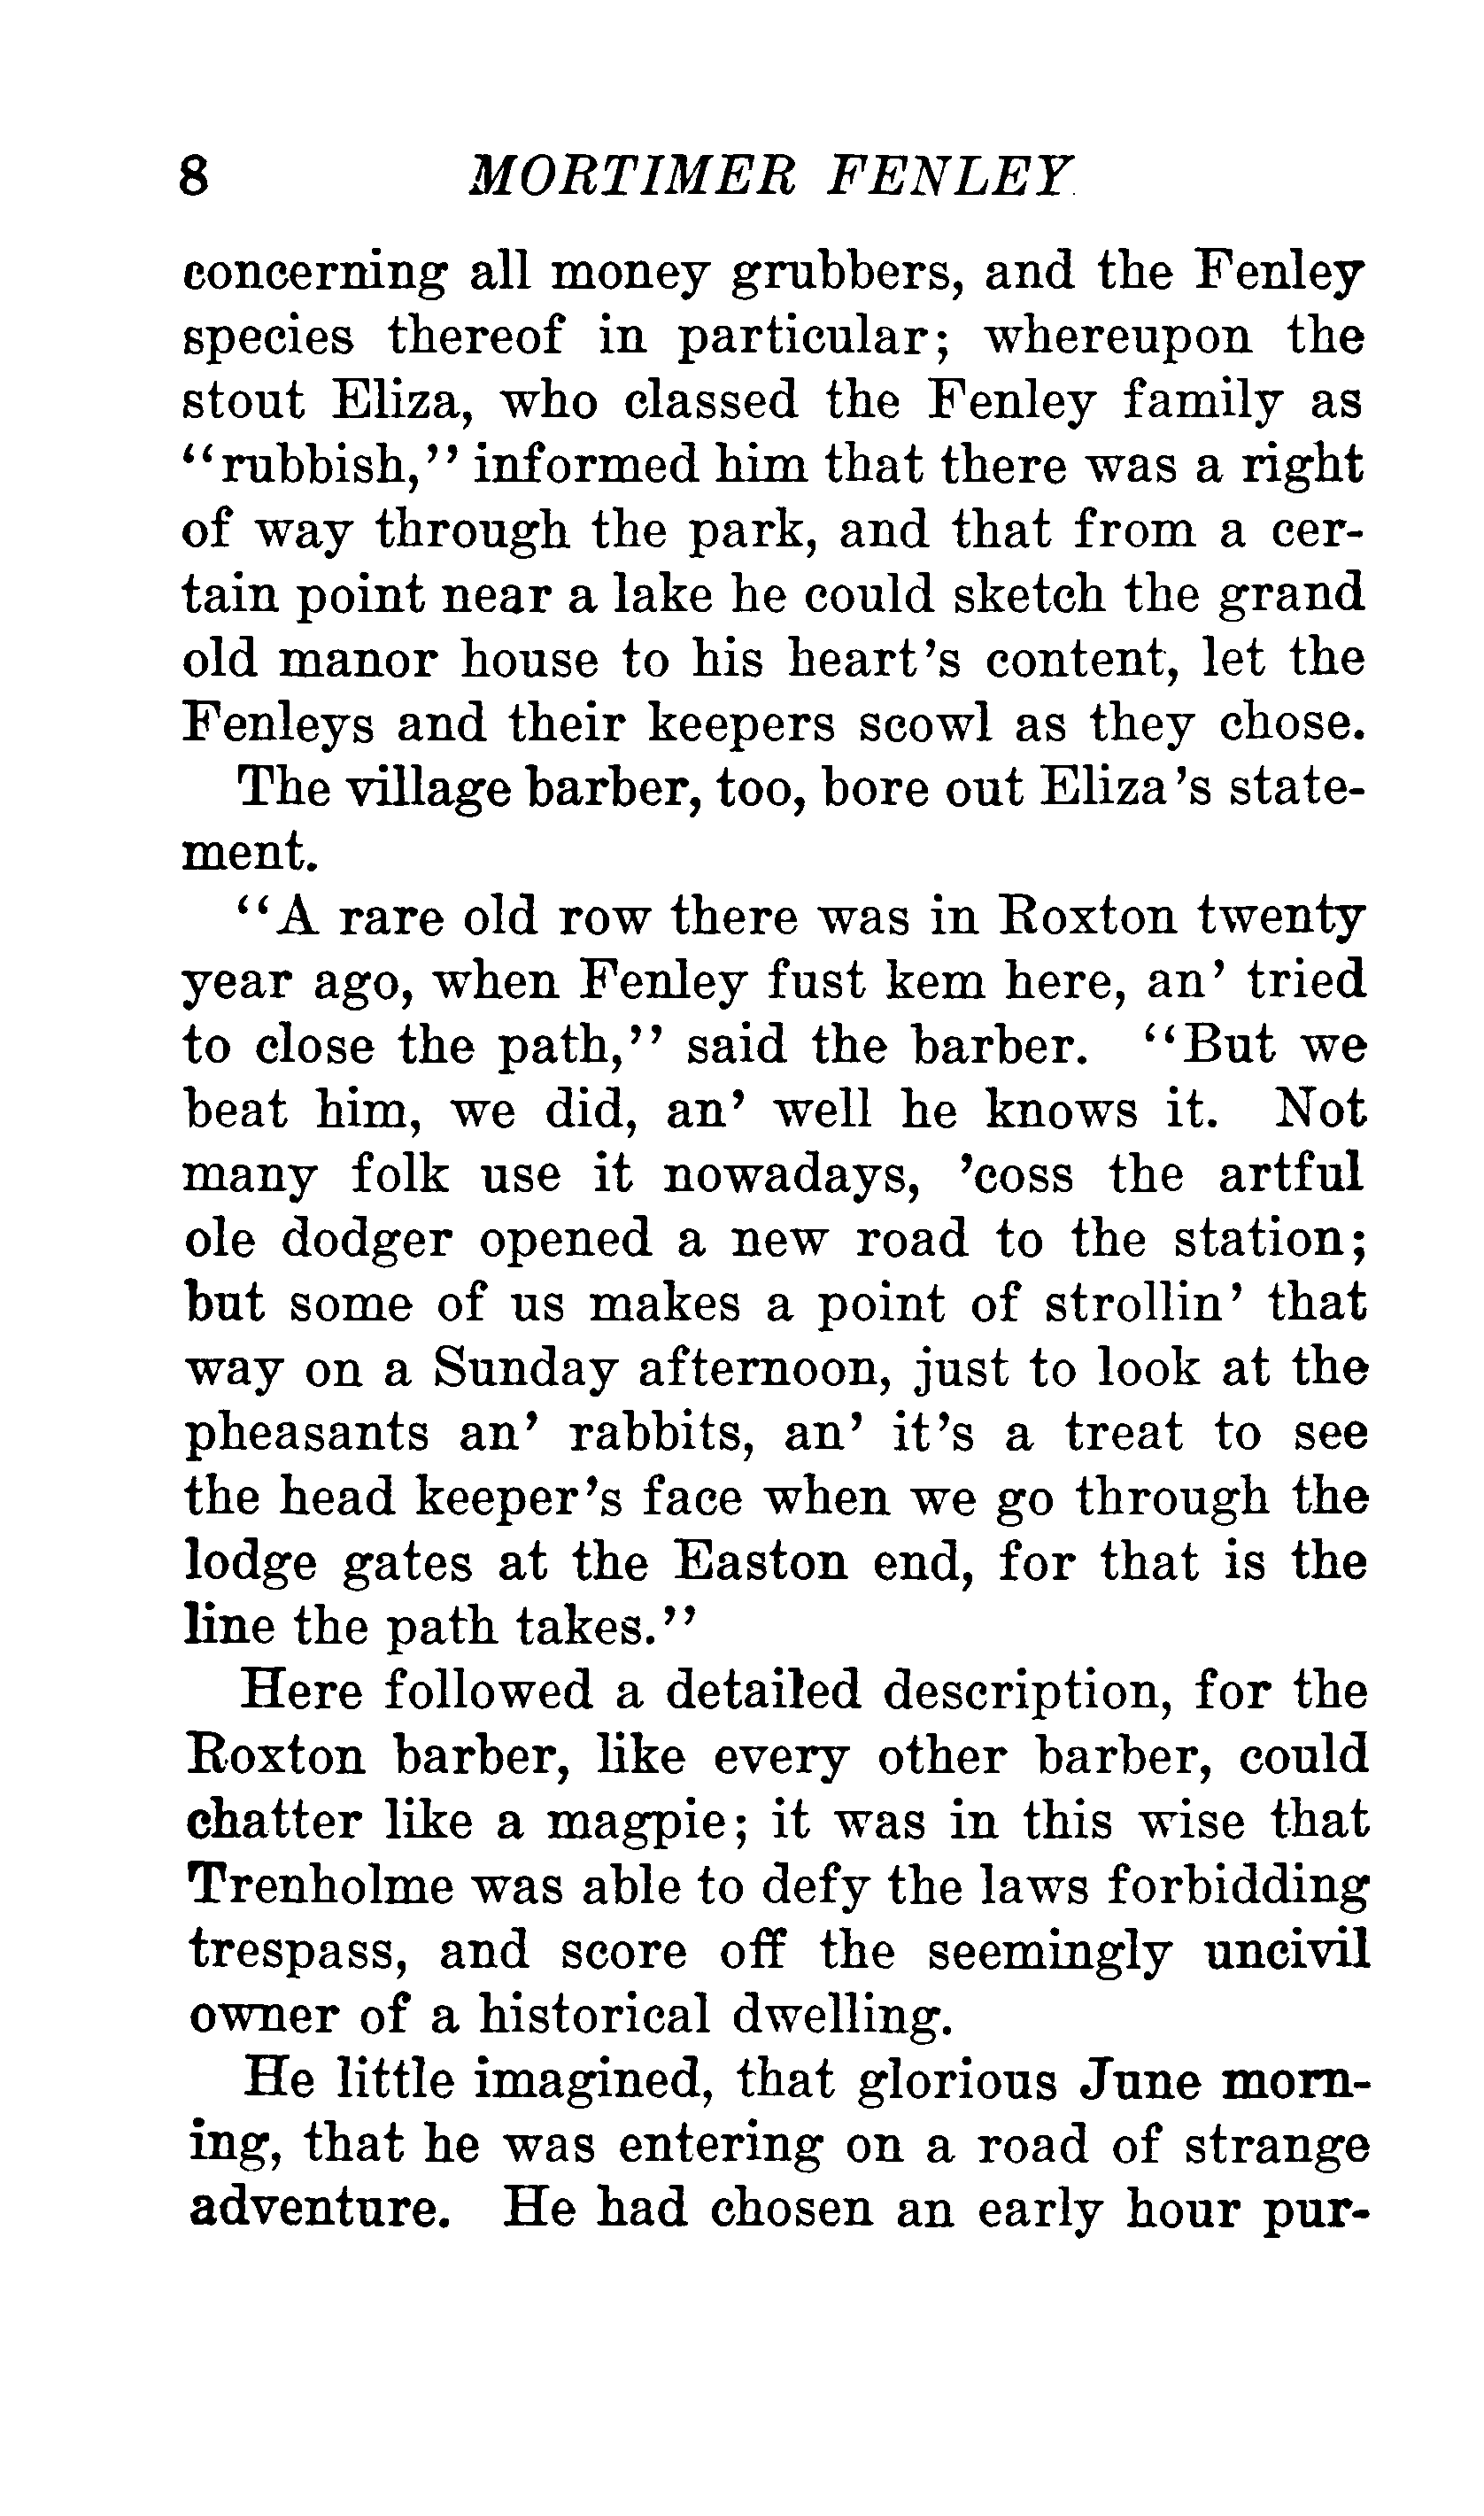 8 MORTIMER FENLEY
concerning all money grubbers, and the Fenley
species thereof in particular; whereupon the
stout Eliza, who classed the Fenley family as
"rubbish," informed him that there was a right
of way through the park, and that from a cer-
tain point near a lake he could sketch the grand
old manor house to his heart's content, let the
Fenleys and their keepers scowl as they chose.
The village barber, too, bore out Eliza's state-
ment.
"A rare old row there was in Roxton twenty
year ago, when Fenley fust kem here, an' tried
to close the path," said the barber. "But we
beat him, we did, an' well he knows it. Not
many folk use it nowadays, 'coss the artful
ole dodger opened a new road to the station;
but some of us makes a point of strollin' that
way on a Sunday afternoon, just to look at the
pheasants an' rabbits, an' it's a treat to see
the head keeper's face when we go through the
lodge gates at the Easton end, for that is the
line the path takes."
Here followed a detailed description, for the
Roxton barber, like every other barber, could
chatter like a magpie; it was in this wise that
Trenholme was able to defy the laws forbidding
trespass, and score off the seemingly uncivil
owner of a historical dwelling.
He little imagined, that glorious June morn-
ing, that he was entering on a road of strange
adventure. He had chosen an early hour pur-